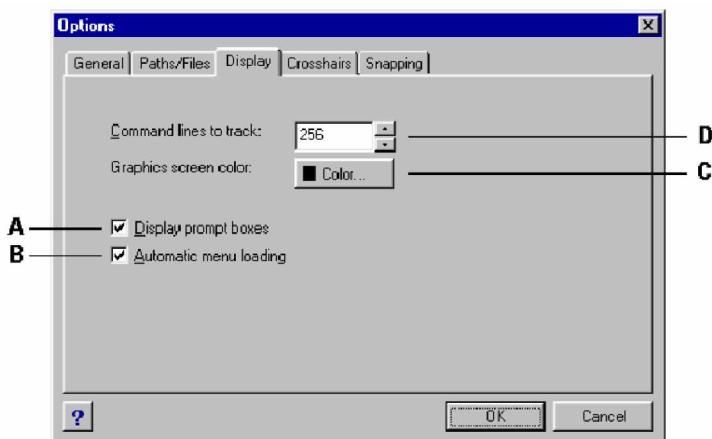 Options
General Paths/Files Display Crosshairs Snapping
Command lines to track: 256 D
Graphics screen color: Color... C
A Display prompt boxes
B Automatic menu loading
? OK Cancel